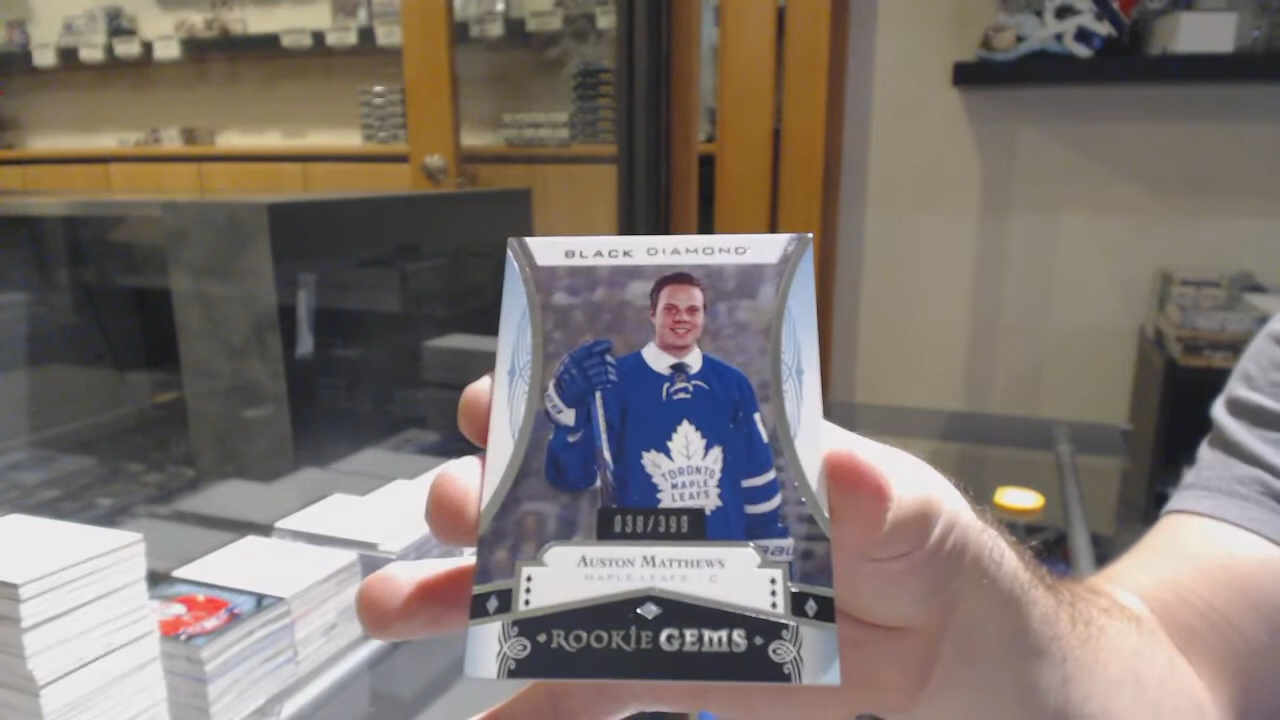 BLACK DIAMOND
TORONTO
MAPLE
LEAFS
038/399
AUSTON MATTHEWS
MAPLE LEAFS C
ROOKIE GEMS